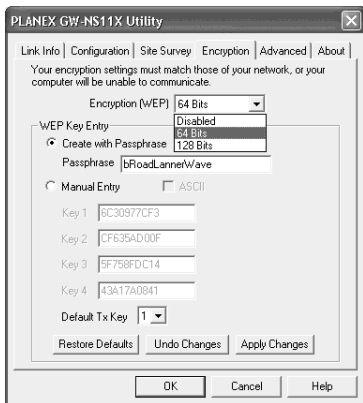 PLANEX GW-NS11X Utility
Link Info Configuration Site Survey Encryption Advanced About
Your encryption settings must match those of your network, or your
computer will be unable to communicate.
Encryption (WEP) 64 Bits
Disabled
64 Bits
128 Bits
WEP Key Entry
Create with Passphrase
Passphrase bRoadLannerWave
Manual Entry ASCII
Key 1 6C30977CF3
Key 2 CF635AD00F
Key 3 5F758FDC14
Key 4 43A17A0841
Default Tx Key 1
Restore Defaults Undo Changes Apply Changes
OK Cancel Help